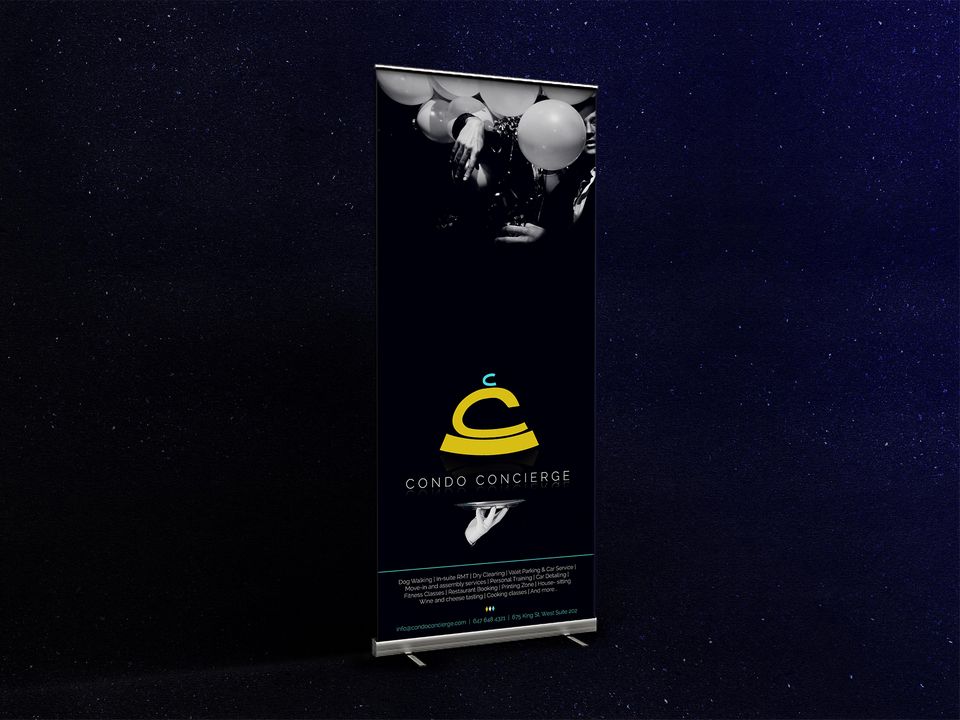 C
C
CONDO CONCIERGE
Dog Walking | In-suite RMT | Dry Cleaning | Valet Parking & Car Service |
Move-in and assembly services | Personal Training | Car Detailing |
Fitness Classes | Restaurant Booking | Printing Zone | House- sitting
Wine and cheese tasting | Cooking classes | And more...
info@condoconcierge.com | 647 648 4321 | 675 King St. West Suite 202